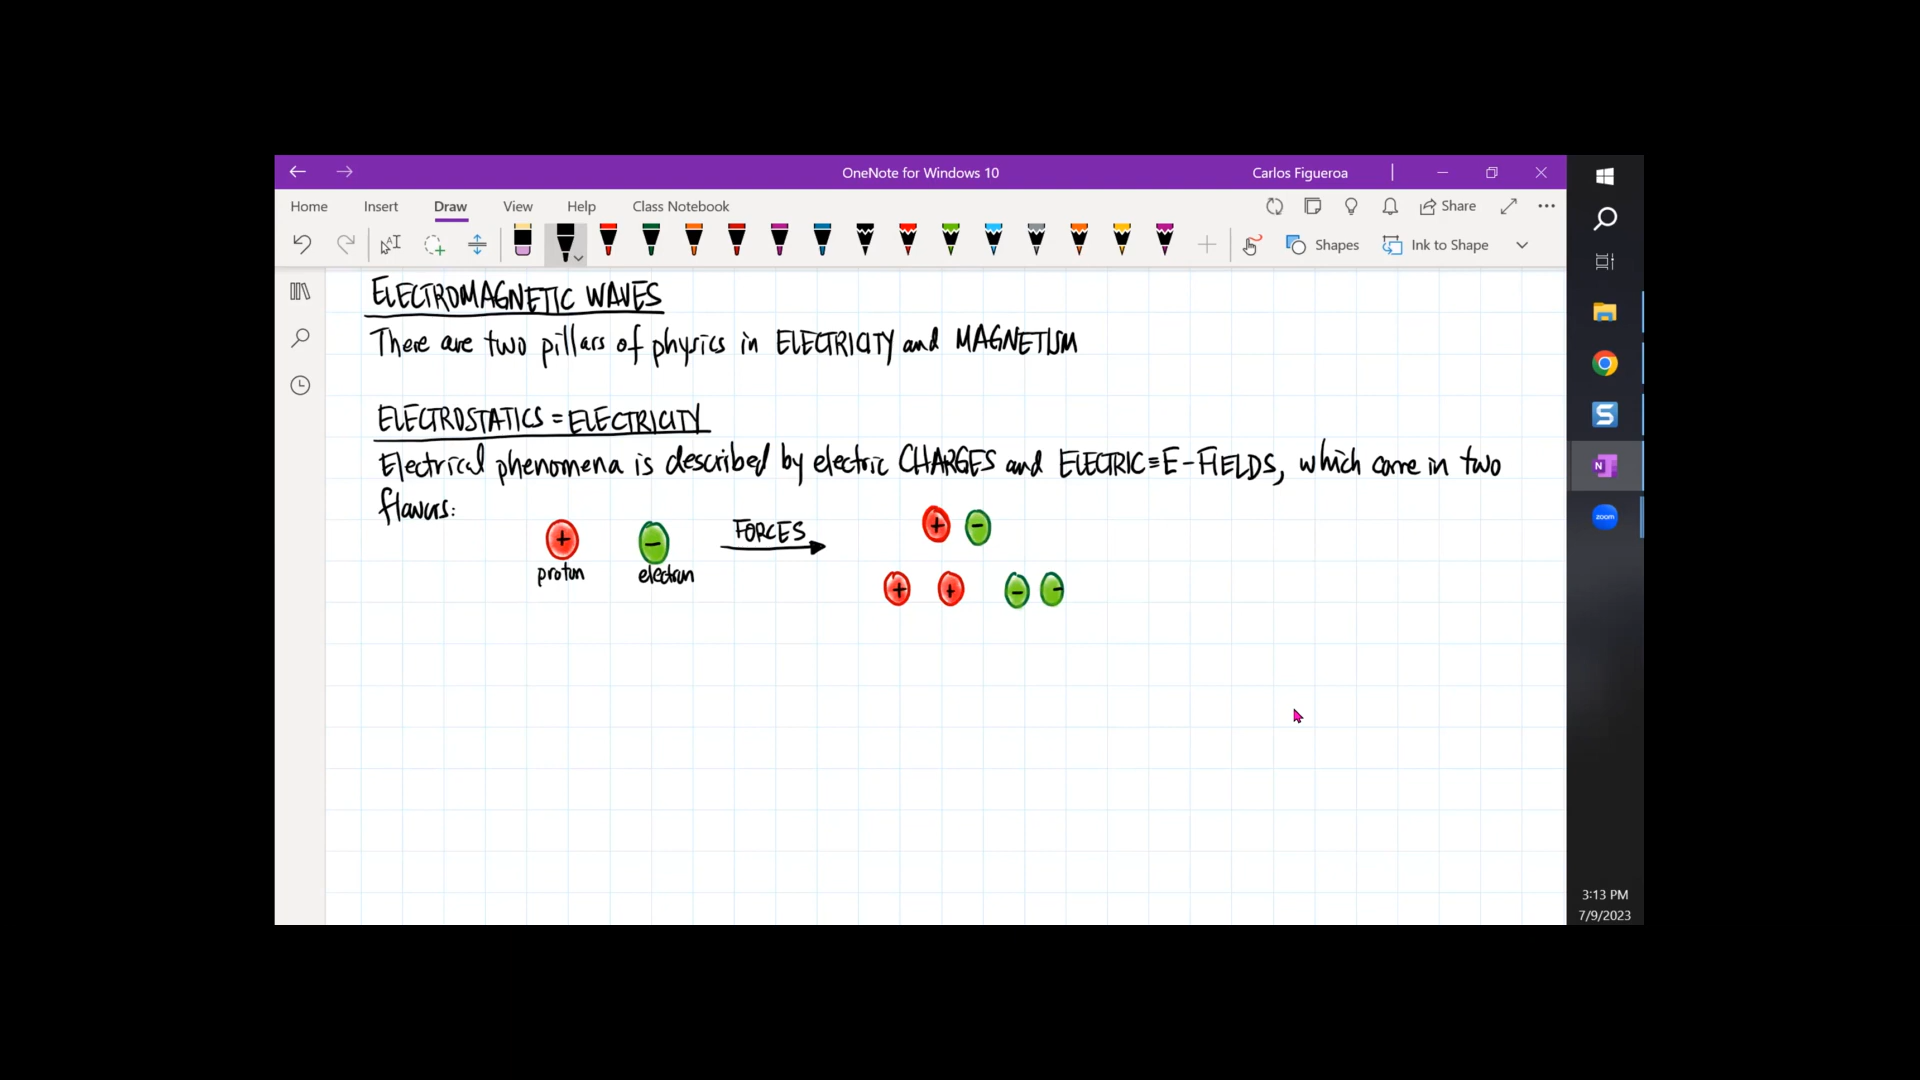 OneNote for Windows 10
Carlos Figueroa
Home Insert Draw View Help Class Notebook Share
Shapes Ink to Shape
ELECTROMAGNETIC WAVES
There are two pillars of physics in ELECTRICITY and MAGNETISM
ELECTROSTATICS = ELECTRICITY
Electrical phenomena is described by electric CHARGES and ELECTRIC≡E-FIELDS, which come in two
flavors:
+ - FORCES + -
proton electron
+ + - -
zoom
3:13 PM
7/9/2023